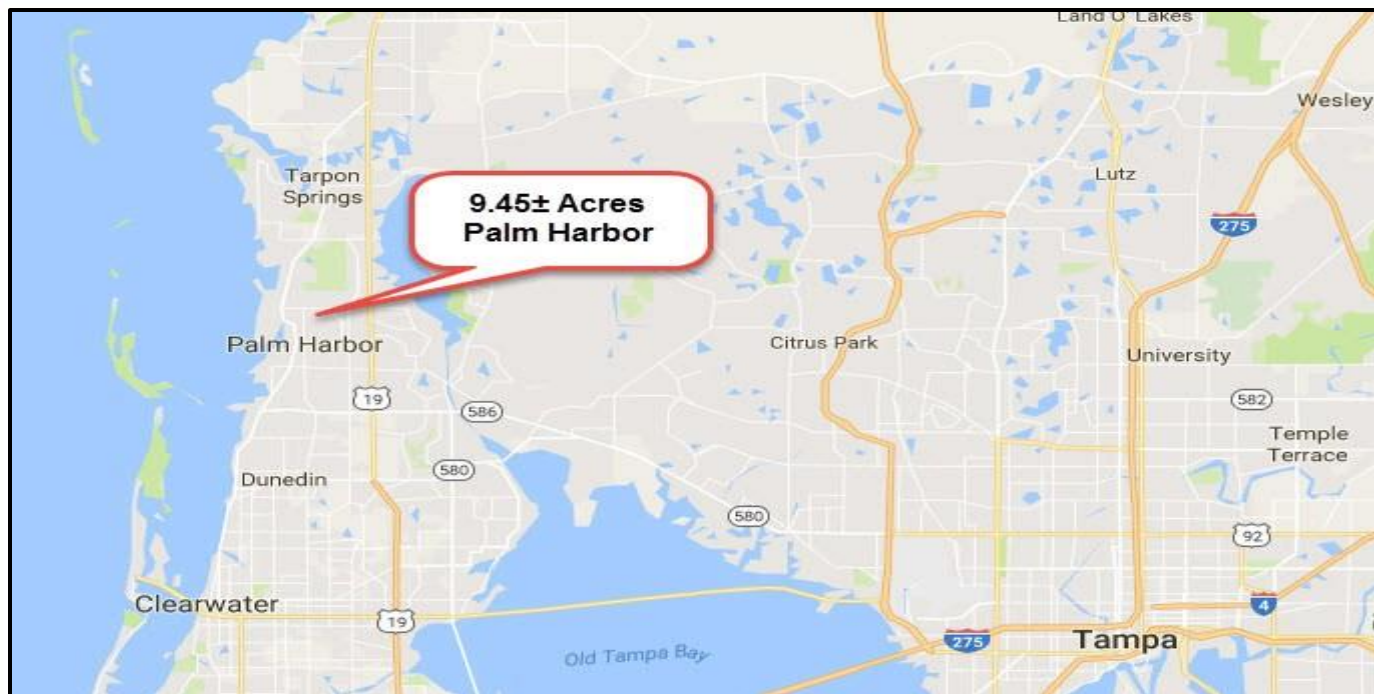 Land O' Lakes
Wesley
Tarpon
Springs
9.45± Acres
Palm Harbor
Lutz
275
Palm Harbor
Citrus Park
University
19
586
582
Temple
Terrace
Dunedin
580
580
92
Clearwater
19
4
Old Tampa Bay
275
Tampa